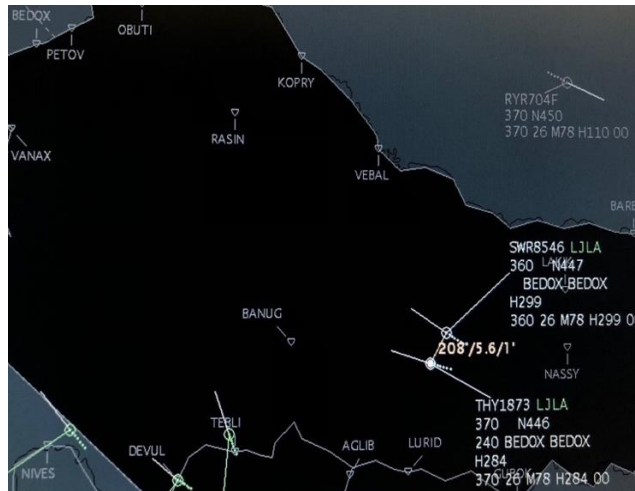 BEDOX
PETOV
OBUTI
KOPRY
RYR704F
370 N450
370 26 M78 H110 00
RASIN
VANAX
VEBAL
SWR8546 LJLA
360 N447
BEDOX BEDOX
H299
360 26 M78 H299 0
BANUG
208°/5.6/1'
NASSY
THY1873 LJLA
370 N446
240 BEDOX BEDOX
H284
370 26 M78 H284 00
TEBLI
DEVUL
AGLIB
LURID
NIVES